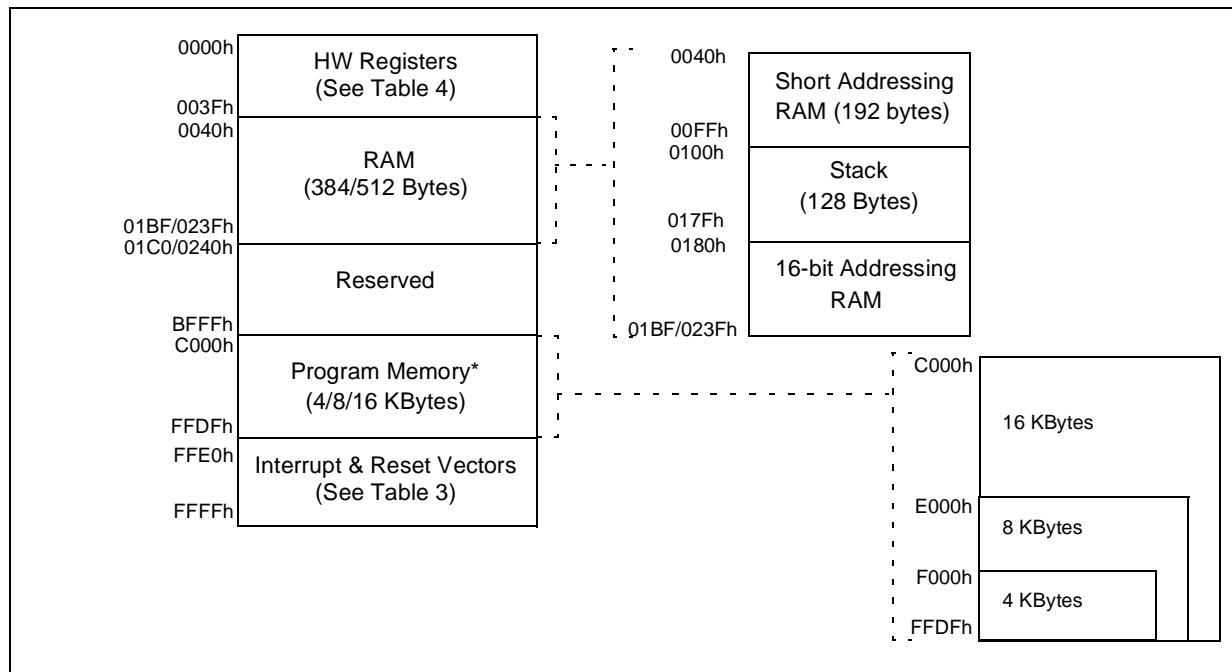 0000h
HW Registers
(See Table 4)
003Fh
0040h
RAM
(384/512 Bytes)
01BF/023Fh
01C0/0240h
Reserved
BFFFh
C000h
Program Memory*
(4/8/16 KBytes)
FFDFh
FFE0h
Interrupt & Reset Vectors
(See Table 3)
FFFFh
0040h
Short Addressing
RAM (192 bytes)
00FFh
0100h
Stack
(128 Bytes)
017Fh
0180h
16-bit Addressing
RAM
01BF/023Fh
C000h
16 KBytes
E000h
8 KBytes
F000h
4 KBytes
FFDFh